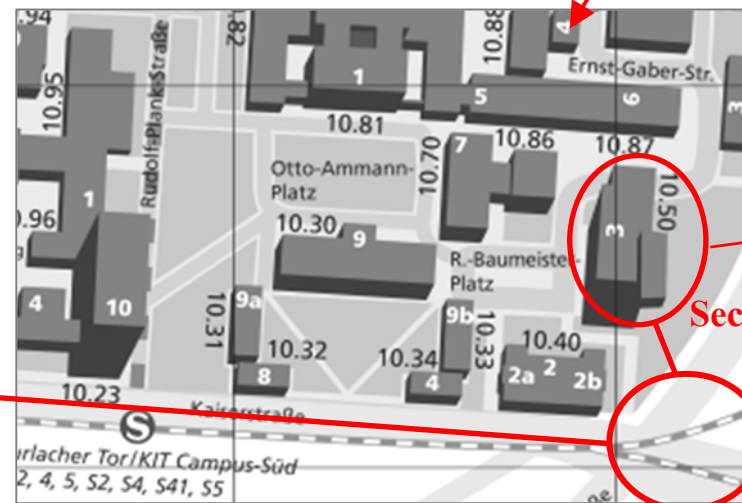 .94
10.95
Rudolf-Plank-Straße
.82
1
10.81
10.88
4
Ernst-Gaber-Str.
5
6
3
10.86
10.87
7
10.70
Otto-Ammann-
Platz
10.30
9
R.-Baumeister-
Platz
3
10.50
Sec
1
.96
4
10
10.31
9a
10.32
8
9b
10.33
10.34
4
10.40
2a
2
2b
10.23
Kaiserstraße
S
urlacher Tor/KIT Campus-Süd
2, 4, 5, S2, S4, S41, S5